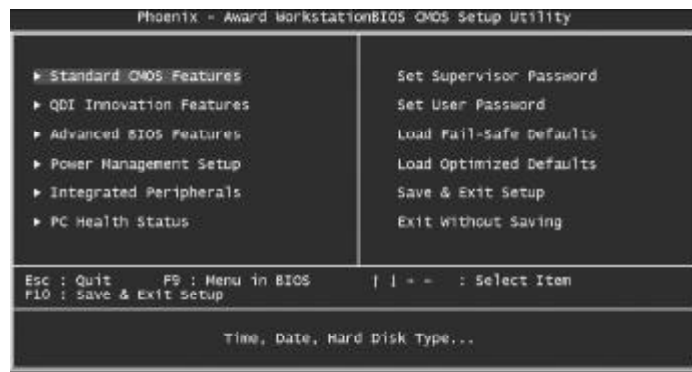 Phoenix - Award WorkstationBIOS CMOS Setup Utility
▶ Standard CMOS Features
▶ QDI Innovation Features
▶ Advanced BIOS Features
▶ Power Management Setup
▶ Integrated Peripherals
▶ PC Health Status
Set Supervisor Password
Set User Password
Load Fail-Safe Defaults
Load Optimized Defaults
Save & Exit Setup
Exit Without Saving
Esc : Quit F9 : Menu in BIOS ↑ ↓ → ← : Select Item
F10 : Save & Exit Setup
Time, Date, Hard Disk Type...